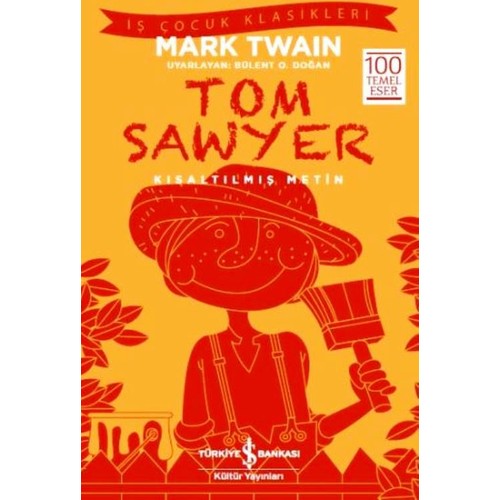 İŞ ÇOCUK KLASİKLERİ
MARK TWAIN
UYARLAYAN: BÜLENT O. DOĞAN
100
TEMEL
ESER
TOM
SAWYER
KISALTILMIŞ METİN
TÜRKİYE İŞ BANKASI
Kültür Yayınları